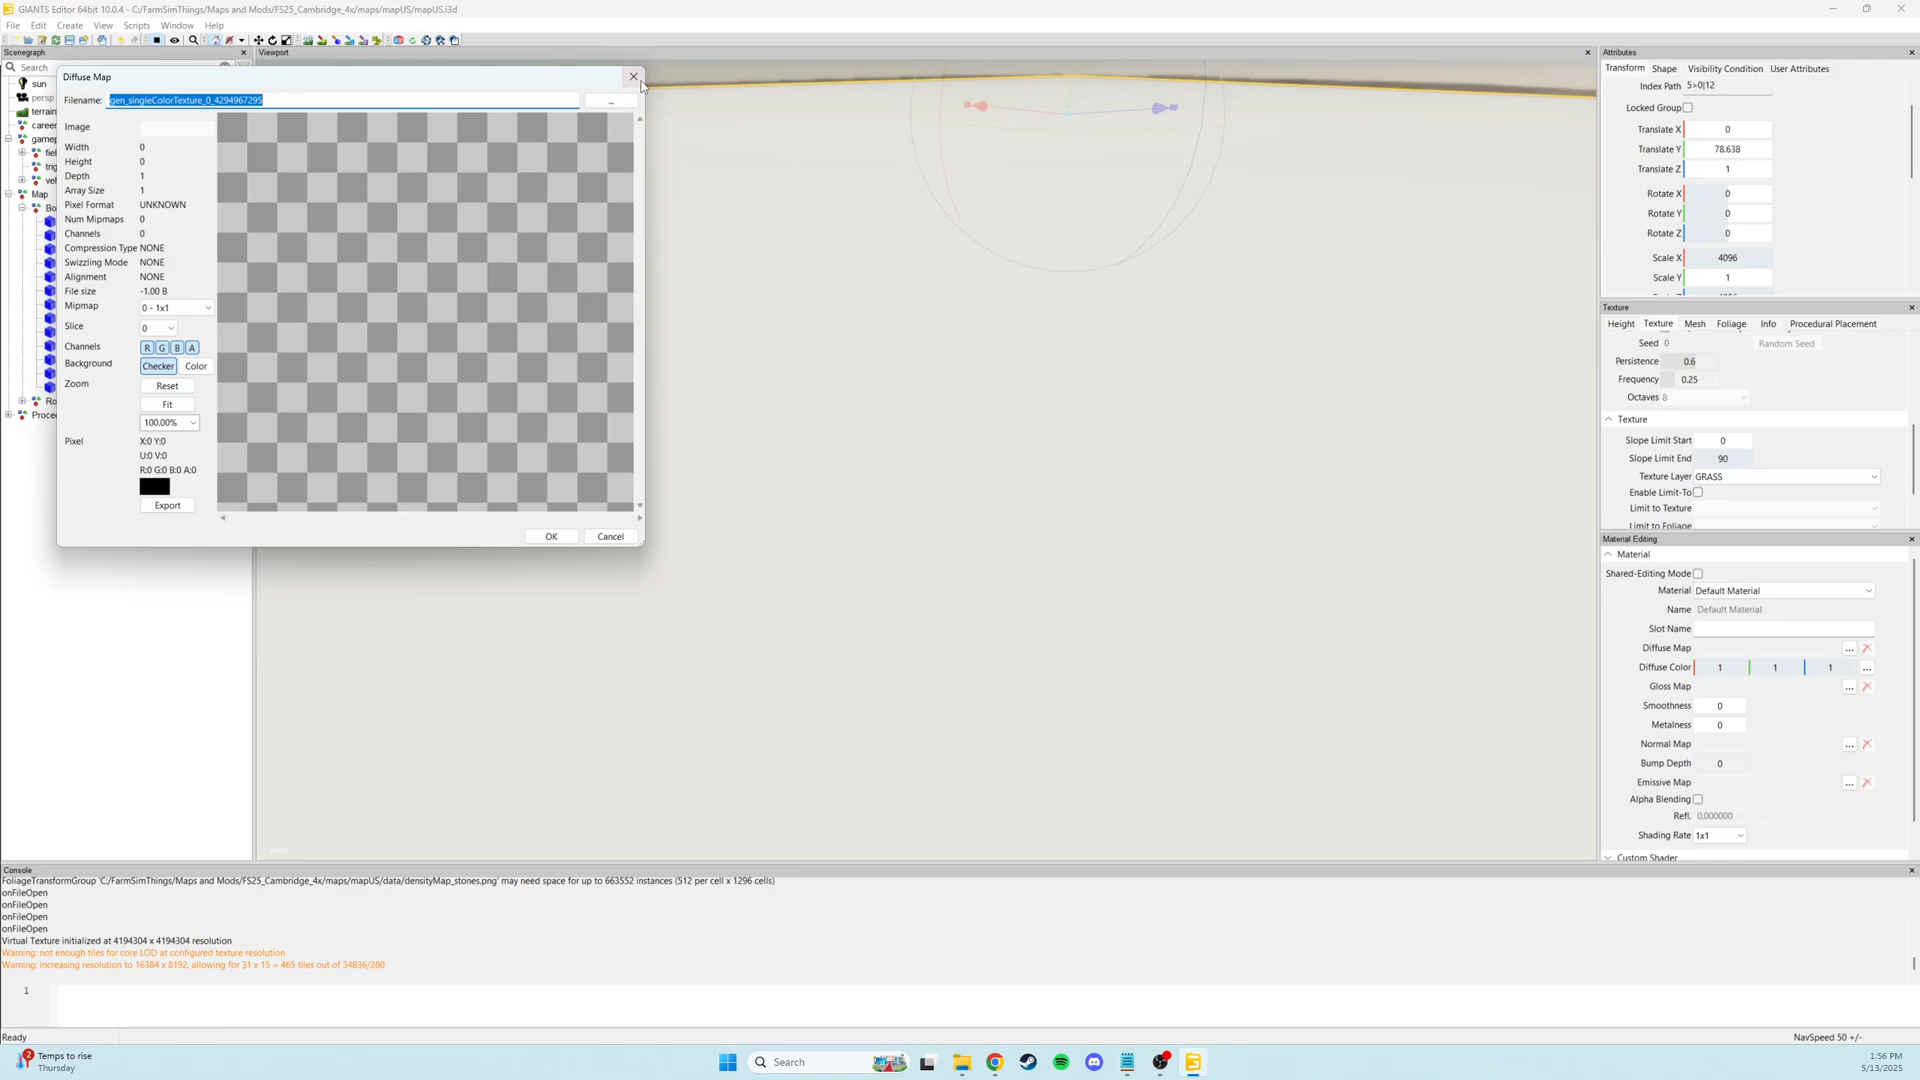 GIANTS Editor 64bit 10.0.4 - C:/FarmSimThings/Maps and Mods/FS25_Cambridge_4x/maps/mapUS/mapUS.i3d
File Edit Create View Scripts Window Help
Scenegraph
Viewport
Search
sun
persp
terrain
career
gamep
fiel
trig
veh
Map
Bo
Ro
Proce
Diffuse Map
Filename: gen_singleColorTexture_0_4294967295 ...
Image
Width 0
Height 0
Depth 1
Array Size 1
Pixel Format UNKNOWN
Num Mipmaps 0
Channels 0
Compression Type NONE
Swizzling Mode NONE
Alignment NONE
File size -1.00 B
Mipmap 0 - 1x1
Slice 0
Channels R G B A
Background Checker Color
Zoom Reset
Fit
100.00%
Pixel X:0 Y:0
U:0 V:0
R:0 G:0 B:0 A:0
Export
OK Cancel
Attributes
Transform Shape Visibility Condition User Attributes
Index Path 5>0|12
Locked Group
Translate X 0
Translate Y 78.638
Translate Z 1
Rotate X 0
Rotate Y 0
Rotate Z 0
Scale X 4096
Scale Y 1
Texture
Height Texture Mesh Foliage Info Procedural Placement
Seed 0 Random Seed
Persistence 0.6
Frequency 0.25
Octaves 8
Texture
Slope Limit Start 0
Slope Limit End 90
Texture Layer GRASS
Enable Limit-To
Limit to Texture
Limit to Foliage
Material Editing
Material
Shared-Editing Mode
Material Default Material
Name Default Material
Slot Name
Diffuse Map ...
Diffuse Color 1 1 1 ...
Gloss Map ...
Smoothness 0
Metalness 0
Normal Map ...
Bump Depth 0
Emissive Map ...
Alpha Blending
Refl. 0.000000
Shading Rate 1x1
Custom Shader
Console
FoliageTransformGroup 'C:/FarmSimThings/Maps and Mods/FS25_Cambridge_4x/maps/mapUS/data/densityMap_stones.png' may need space for up to 663552 instances (512 per cell x 1296 cells)
onFileOpen
onFileOpen
onFileOpen
onFileOpen
Virtual Texture initialized at 4194304 x 4194304 resolution
Warning: not enough tiles for core LOD at configured texture resolution
Warning: increasing resolution to 16384 x 8192, allowing for 31 x 15 = 465 tiles out of 34836/280
1
Ready
NavSpeed 50 +/-
2
Temps to rise
Thursday
Search
1:56 PM
5/13/2025